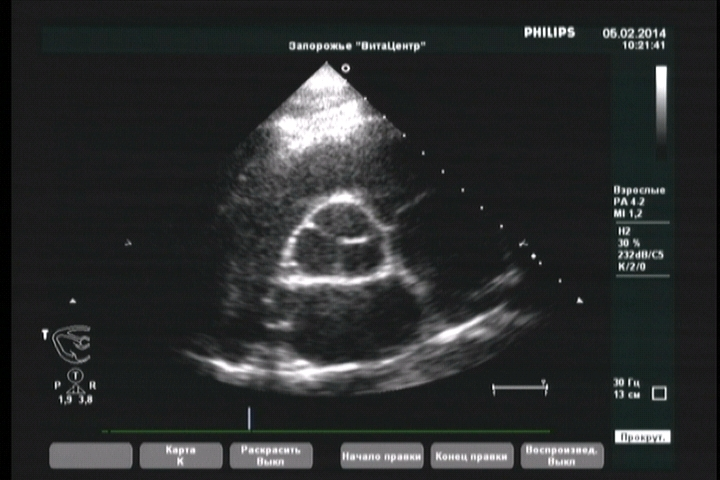 PHILIPS
05.02.2014
10:21:41
Запорожье "ВитаЦентр"
Взрослые
PA 4.2
MI 1,2
H2
30 %
232dB/C5
K/2/0
T
T
P R
1,9 3,8
30 Гц
13 см
Прокрут.
Карта
К
Раскрасить
Выкл
Начало правки
Конец правки
Воспроизвед.
Выкл